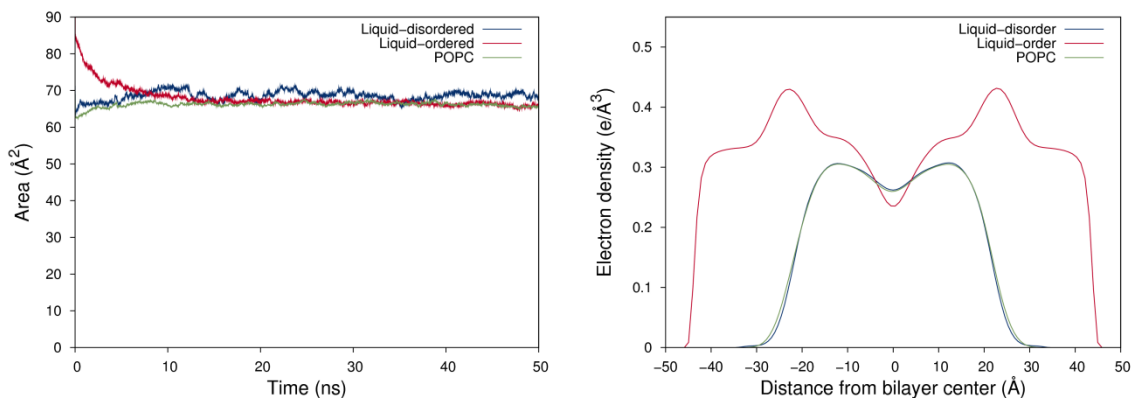 90
80
70
60
50
40
30
20
10
0
Area (Å²)
0 10 20 30 40 50
Time (ns)
Liquid-disordered
Liquid-ordered
POPC
0.5
0.4
0.3
0.2
0.1
0
Electron density (e/Å³)
-50 -40 -30 -20 -10 0 10 20 30 40 50
Distance from bilayer center (Å)
Liquid-disorder
Liquid-order
POPC